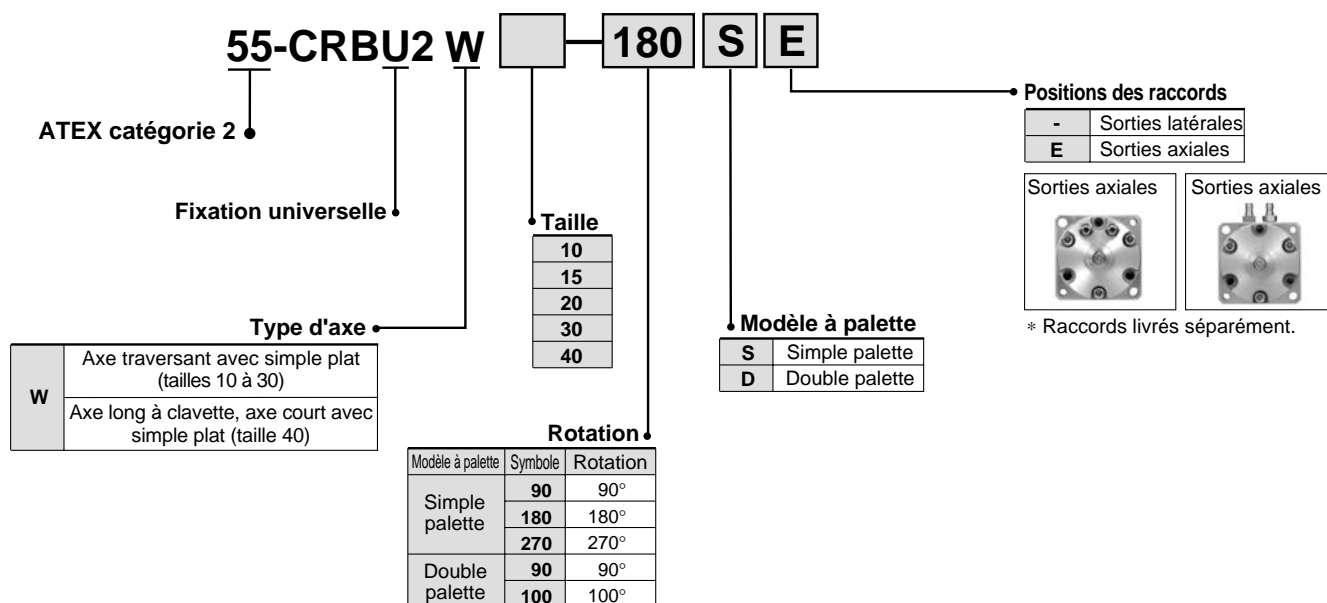 55-CRBU2 W — 180 S E
ATEX catégorie 2
Fixation universelle
Type d'axe
W
Axe traversant avec simple plat
(tailles 10 à 30)
Axe long à clavette, axe court avec
simple plat (taille 40)
Taille
10
15
20
30
40
Rotation
Modèle à palette Symbole Rotation
Simple
palette
90 90°
180 180°
270 270°
Double
palette
90 90°
100 100°
Modèle à palette
S Simple palette
D Double palette
Positions des raccords
- Sorties latérales
E Sorties axiales
Sorties axiales
Sorties axiales
* Raccords livrés séparément.